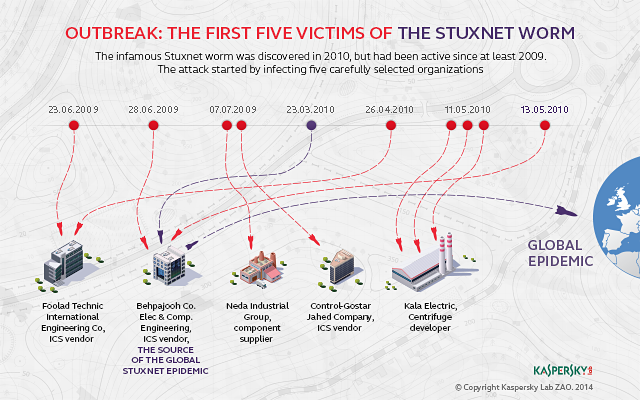 OUTBREAK: THE FIRST FIVE VICTIMS OF THE STUXNET WORM
The infamous Stuxnet worm was discovered in 2010, but had been active since at least 2009.
The attack started by infecting five carefully selected organizations
23.06.2009 28.06.2009 07.07.2009 23.03.2010 26.04.2010 11.05.2010 13.05.2010
GLOBAL
EPIDEMIC
Foolad Technic
International
Engineering Co,
ICS vendor
Behpajooh Co.
Elec & Comp.
Engineering,
ICS vendor,
THE SOURCE
OF THE GLOBAL
STUXNET EPIDEMIC
Neda Industrial
Group,
component
supplier
Control-Gostar
Jahed Company,
ICS vendor
Kala Electric,
Centrifuge
developer
KASPERSKY
© Copyright Kaspersky Lab ZAO. 2014